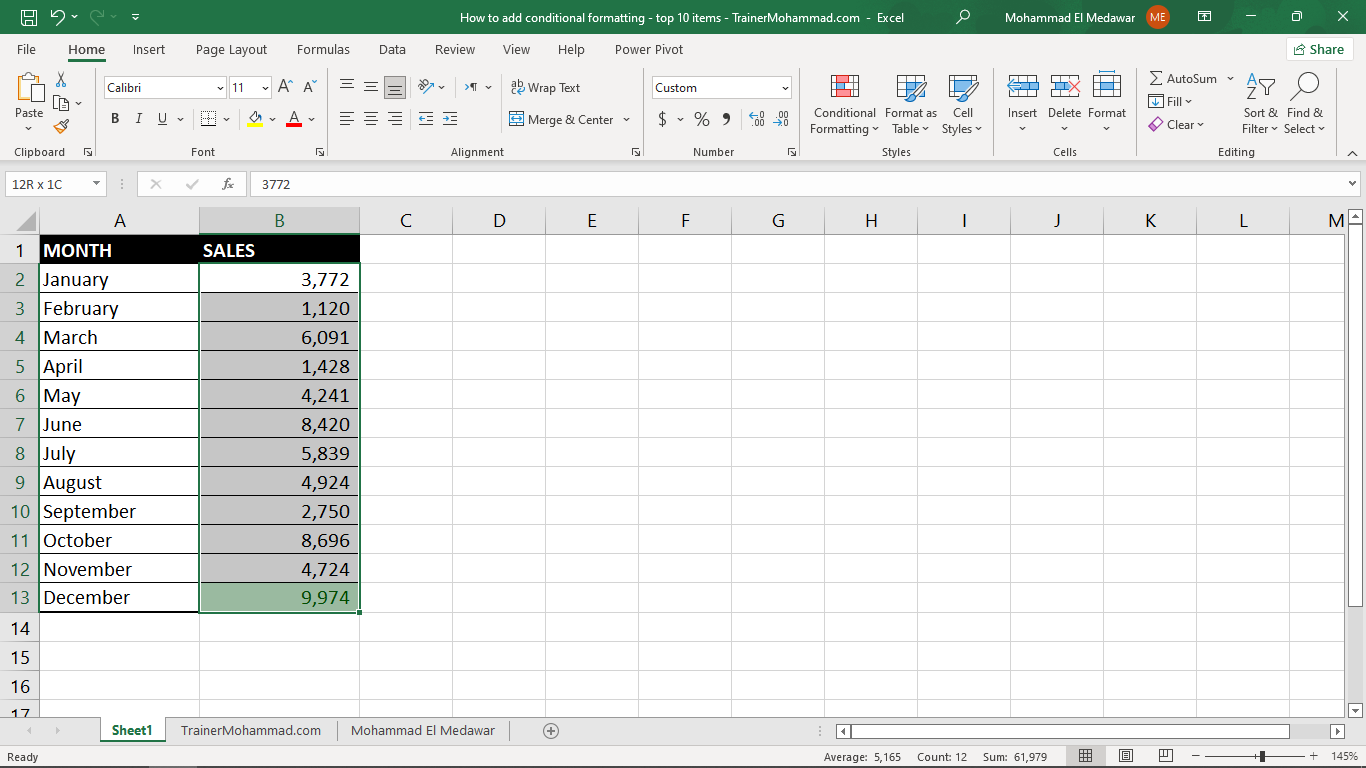 How to add conditional formatting - top 10 items - TrainerMohammad.com - Excel
Mohammad El Medawar ME
File Home Insert Page Layout Formulas Data Review View Help Power Pivot Share
Paste
Clipboard
Calibri 11 A A
B I U A
Font
ab Wrap Text
Merge & Center
Alignment
Custom
$ % 9 .00 .00
Number
Conditional Formatting
Format as Table
Cell Styles
Styles
Insert Delete Format
Cells
AutoSum
Fill
Clear
Sort & Filter
Find & Select
Editing
12R x 1C fx 3772
A B C D E F G H I J K L M
1 MONTH SALES
2 January 3,772
3 February 1,120
4 March 6,091
5 April 1,428
6 May 4,241
7 June 8,420
8 July 5,839
9 August 4,924
10 September 2,750
11 October 8,696
12 November 4,724
13 December 9,974
14
15
16
17
Sheet1 TrainerMohammad.com Mohammad El Medawar
Ready Average: 5,165 Count: 12 Sum: 61,979 145%